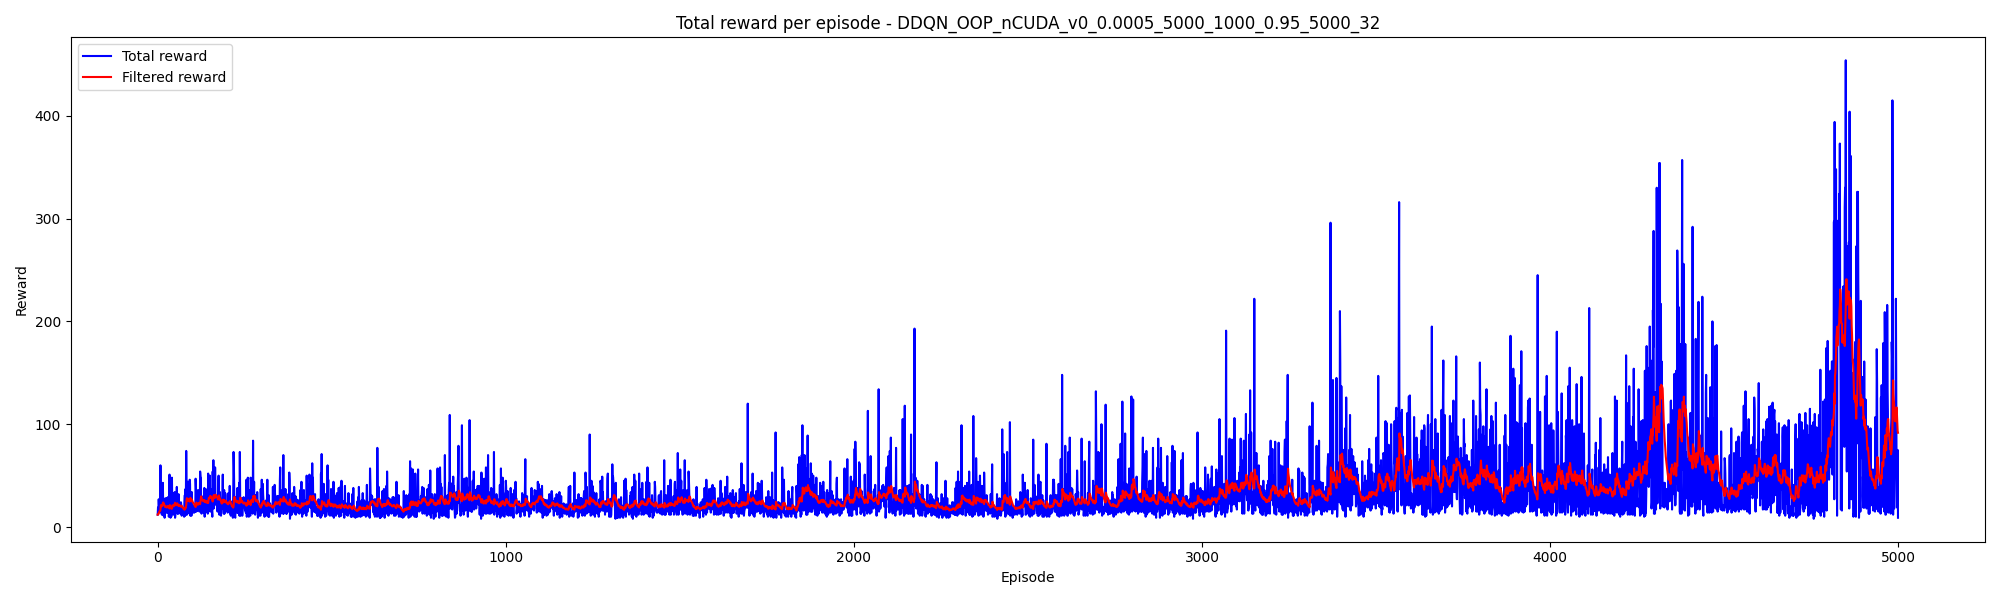 Total reward per episode - DDQN_OOP_nCUDA_v0_0.0005_5000_1000_0.95_5000_32
Total reward
Filtered reward
Reward
400
300
200
100
0
0 1000 2000 3000 4000 5000
Episode